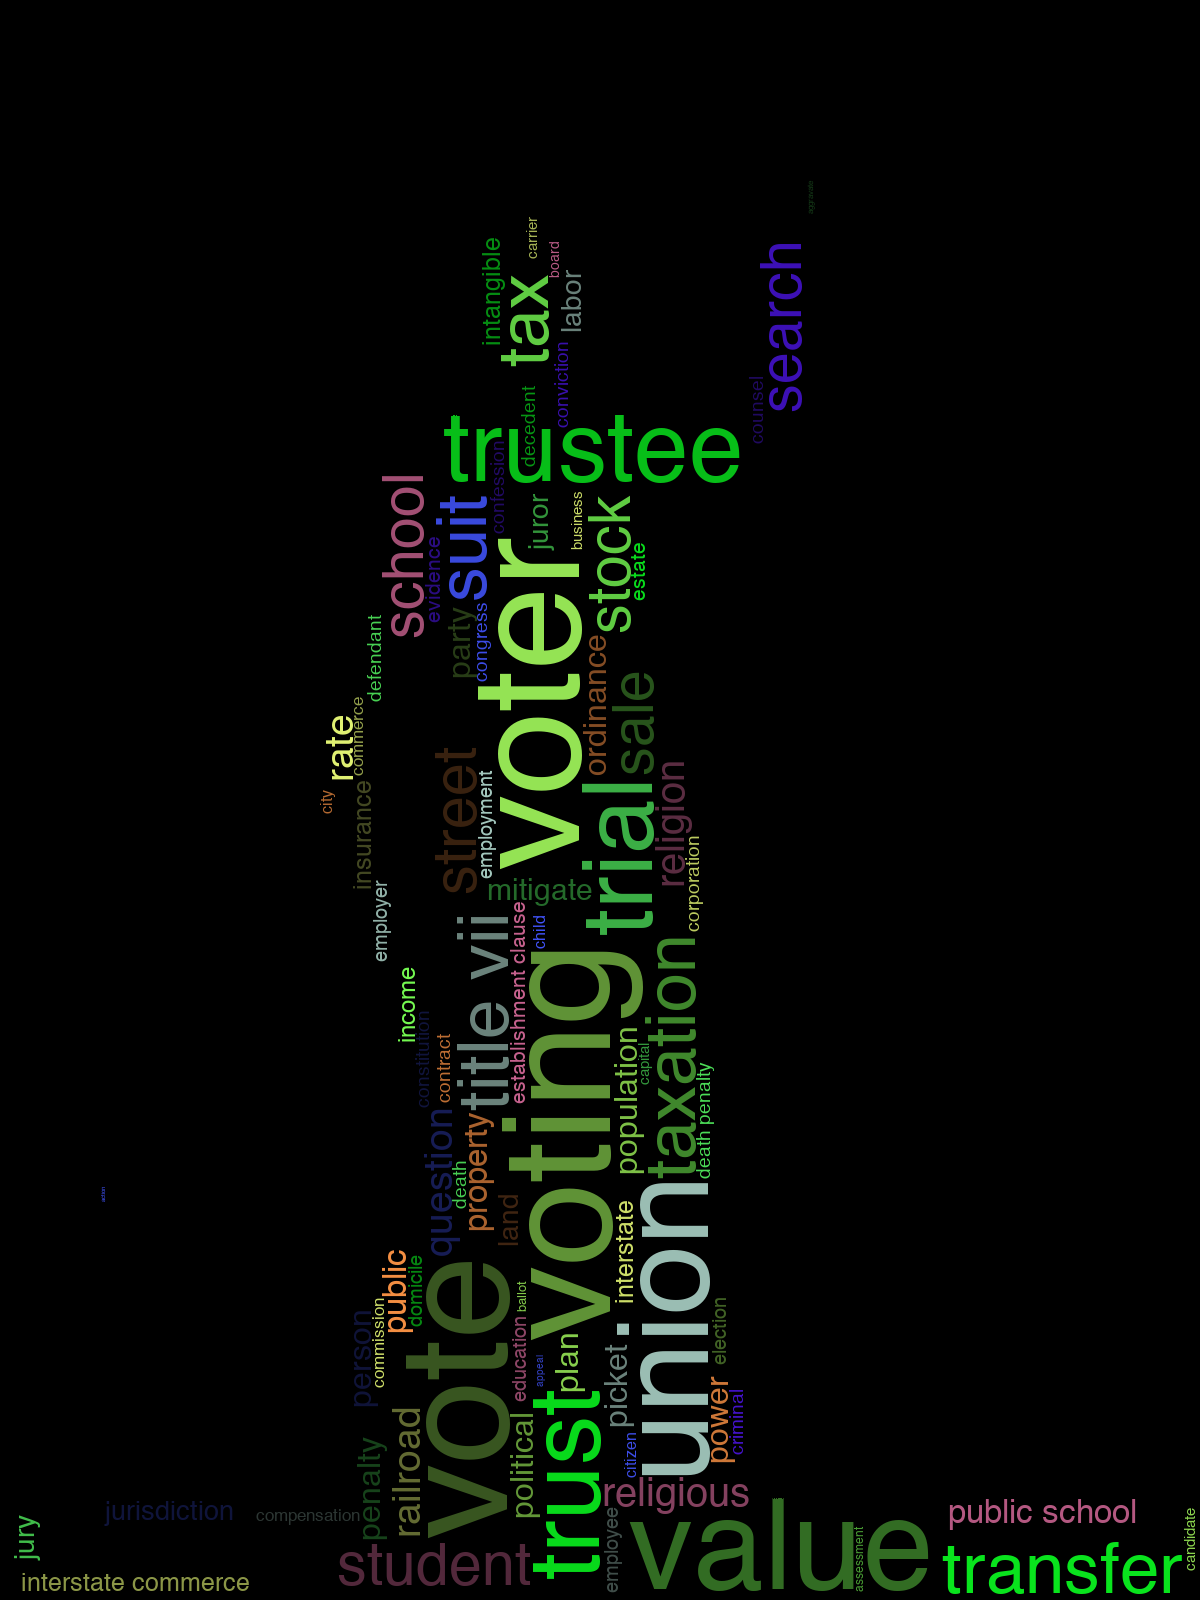 aggravate
carrier
intangible
board
tax
labor
search
conviction
counsel
decedent
trustee
confession
school
suit
juror
business
stock
estate
evidence
voter
congress
party
defendant
ordinance
sale
commerce
rate
street
religion
employment
city
insurance
trial
corporation
mitigate
employer
establishment clause
title vii
child
voting
taxation
income
constitution
contract
population
capital
death penalty
question
property
death
land
action
union
interstate
public
domicile
vote
ballot
commission
person
election
education
plan
appeal
picket
power
criminal
trust
railroad
political
penalty
citizen
religious
value
public school
jurisdiction
compensation
employee
candidate
jury
student
assessment
transfer
interstate commerce